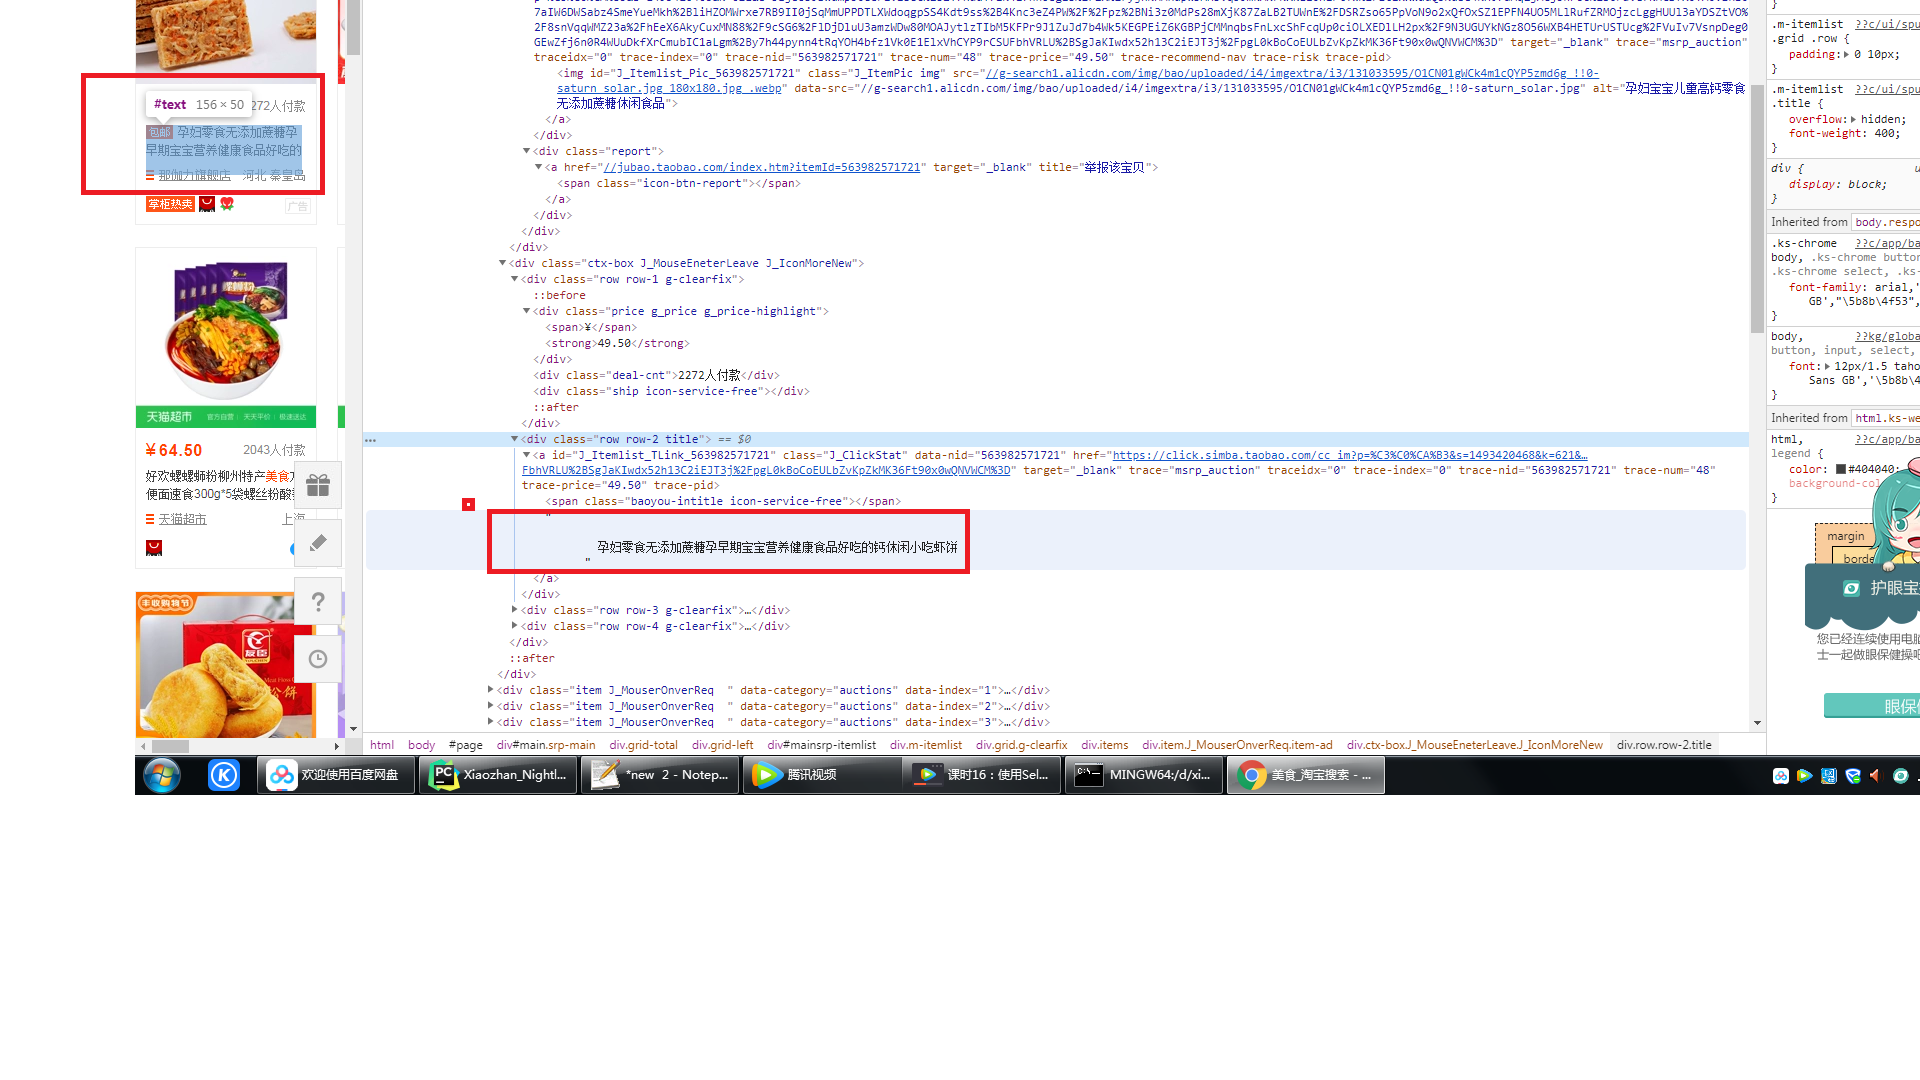 }
.m-itemlist ??c/ui/spu
.grid .row {
padding:▸ 0 10px;
}
.m-itemlist ??c/ui/spu
.title {
overflow:▸ hidden;
font-weight: 400;
}
div {
display: block;
}
Inherited from body.respo
.ks-chrome ??c/app/ba
body, .ks-chrome button
.ks-chrome select, .ks-
font-family: arial,'
GB',"\5b8b\4f53",
}
body, ??kg/globa
button, input, select,
font:▸ 12px/1.5 taho
Sans GB','\5b8b\4
}
Inherited from html.ks-we
html, ??c/app/ba
legend {
color: #404040;
background-col
}
margin
borde
护眼宝
您已经连续使用电脑
士一起做眼保健操吧
眼保
7aIW6DWSabz4SmeYueMkh%2BliHZOMWrxe7RB9II0jSqMmUPPDTLXWdoqgpSS4Kdt9ss%2B4Knc3eZ4PW%2F%2Fpz%2BNi3z0MdPs28mXjK87ZaLB2TUWnE%2FDSRZso65PpVoN9o2xQfOxSZ1EPFN4UO5MLlRufZRMOjzcLggHUUl3aYDSZtVO%
2F8snVqqWMZ23a%2FhEeX6AkyCuxMN88%2F9cSG6%2FlDjDluU3amzWDw80MOAJytlzTIbM5KFPr9J1ZuJd7b4Wk5KEGPEiZ6KGBPjCMMnqbsFnLxcShFcqUp0ciOLXEDlLH2px%2F9N3UGUYkNGz8O56WXB4HETUrUSTUcg%2FVuIv7VsnpDeg0
GEwZfj6n0R4WUuDkfXrCmubIC1aLgm%2By7h44pynn4tRqYOH4bfz1Vk0E1ElxVhCYP9rCSUFbhVRLU%2BSgJaKIwdx52h13C2iEJT3j%2FpgL0kBoCoEULbZvKpZkMK36Ft90x0wQNVWCM%3D" target="_blank" trace="msrp_auction"
traceidx="0" trace-index="0" trace-nid="563982571721" trace-num="48" trace-price="49.50" trace-recommend-nav trace-risk trace-pid>
<img id="J_Itemlist_Pic_563982571721" class="J_ItemPic img" src="//g-search1.alicdn.com/img/bao/uploaded/i4/imgextra/i3/131033595/O1CN01gWCk4m1cQYP5zmd6g_!!0-
saturn_solar.jpg_180x180.jpg_.webp" data-src="//g-search1.alicdn.com/img/bao/uploaded/i4/imgextra/i3/131033595/O1CN01gWCk4m1cQYP5zmd6g_!!0-saturn_solar.jpg" alt="孕妇宝宝儿童高钙零食
无添加蔗糖休闲食品">
</a>
</div>
▼<div class="report">
▼<a href="//jubao.taobao.com/index.htm?itemId=563982571721" target="_blank" title="举报该宝贝">
<span class="icon-btn-report"></span>
</a>
</div>
</div>
</div>
▼<div class="ctx-box J_MouseEneterLeave J_IconMoreNew">
▼<div class="row row-1 g-clearfix">
::before
▼<div class="price g_price g_price-highlight">
<span>¥</span>
<strong>49.50</strong>
</div>
<div class="deal-cnt">2272人付款</div>
<div class="ship icon-service-free"></div>
::after
</div>
… ▼<div class="row row-2 title"> == $0
▼<a id="J_Itemlist_TLink_563982571721" class="J_ClickStat" data-nid="563982571721" href="https://click.simba.taobao.com/cc_im?p=%C3%C0%CA%B3&s=1493420468&k=621&…
FbhVRLU%2BSgJaKIwdx52h13C2iEJT3j%2FpgL0kBoCoEULbZvKpZkMK36Ft90x0wQNVWCM%3D" target="_blank" trace="msrp_auction" traceidx="0" trace-index="0" trace-nid="563982571721" trace-num="48"
trace-price="49.50" trace-pid>
<span class="baoyou-intitle icon-service-free"></span>
"
孕妇零食无添加蔗糖孕早期宝宝营养健康食品好吃的钙休闲小吃虾饼
"
</a>
</div>
▶<div class="row row-3 g-clearfix">…</div>
▶<div class="row row-4 g-clearfix">…</div>
</div>
::after
</div>
▶<div class="item J_MouserOnverReq  " data-category="auctions" data-index="1">…</div>
▶<div class="item J_MouserOnverReq  " data-category="auctions" data-index="2">…</div>
▶<div class="item J_MouserOnverReq  " data-category="auctions" data-index="3">…</div>
html body #page div#main.srp-main div.grid-total div.grid-left div#mainsrp-itemlist div.m-itemlist div.grid.g-clearfix div.items div.item.J_MouserOnverReq.item-ad div.ctx-box.J_MouseEneterLeave.J_IconMoreNew div.row.row-2.title
#text 156 × 50 272人付款
包邮 孕妇零食无添加蔗糖孕
早期宝宝营养健康食品好吃的
那伽力旗舰店 河北 秦皇岛
掌柜热卖 广告
天猫超市 官方自营 天天平价 极速送达
¥64.50 2043人付款
好欢螺螺蛳粉柳州特产美食
便面速食300g*5袋螺丝粉酸
天猫超市 上海
丰收购物节
友臣
欢迎使用百度网盘 Xiaozhan_Nightl... *new 2 - Notep... 腾讯视频 课时16：使用Sel... MINGW64:/d/xi... 美食_淘宝搜索 - ...